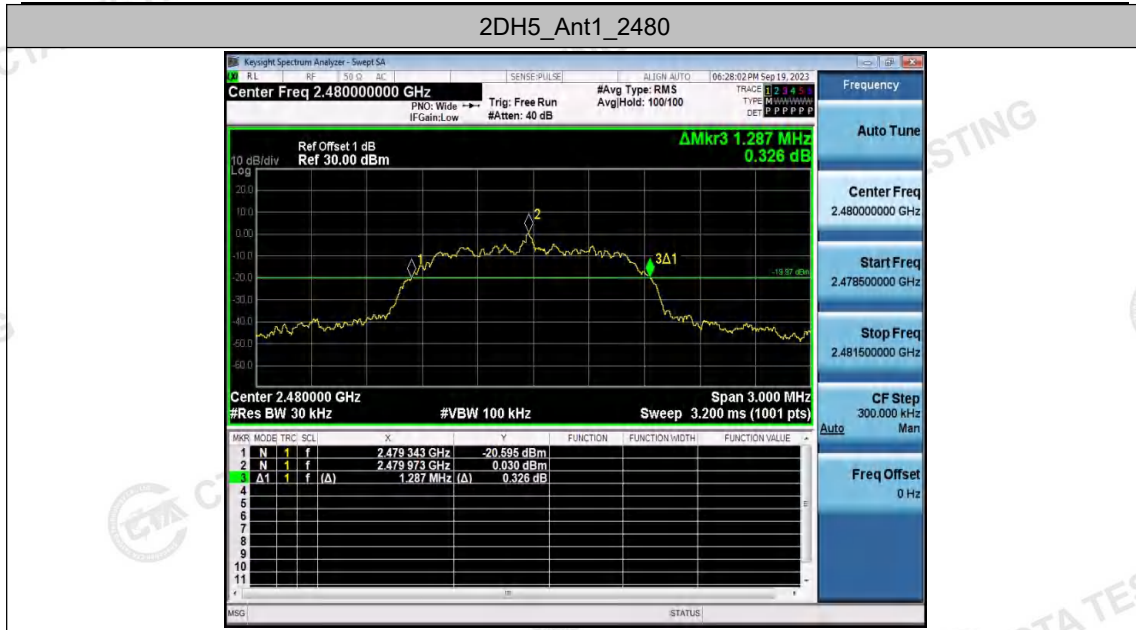 2DH5_Ant1_2480
Keysight Spectrum Analyzer - Swept SA
RL RF 50 Ω AC SENSE:PULSE ALIGN AUTO 06:28:02 PM Sep 19, 2023
Center Freq 2.480000000 GHz #Avg Type: RMS TRACE 1 2 3 4 5 6
PNO: Wide Trig: Free Run Avg|Hold: 100/100 TYPE MWWWWW
IFGain:Low #Atten: 40 dB DET P P P P P P
Frequency
Auto Tune
Center Freq
2.480000000 GHz
Start Freq
2.478500000 GHz
Stop Freq
2.481500000 GHz
CF Step
300.000 kHz
Auto Man
Freq Offset
0 Hz
ΔMkr3 1.287 MHz
0.326 dB
Ref Offset 1 dB
10 dB/div Ref 30.00 dBm
Log
20.0
10.0
0.00
-10.0
-20.0
-30.0
-40.0
-50.0
-60.0
1
2
3Δ1
-19.97 dBm
Center 2.480000 GHz Span 3.000 MHz
#Res BW 30 kHz #VBW 100 kHz Sweep 3.200 ms (1001 pts)
MKR MODE TRC SCL X Y FUNCTION FUNCTION WIDTH FUNCTION VALUE
1 N 1 f 2.479 343 GHz -20.595 dBm
2 N 1 f 2.479 973 GHz 0.030 dBm
3 Δ1 1 f (Δ) 1.287 MHz (Δ) 0.326 dB
4
5
6
7
8
9
10
11
MSG STATUS
CTA